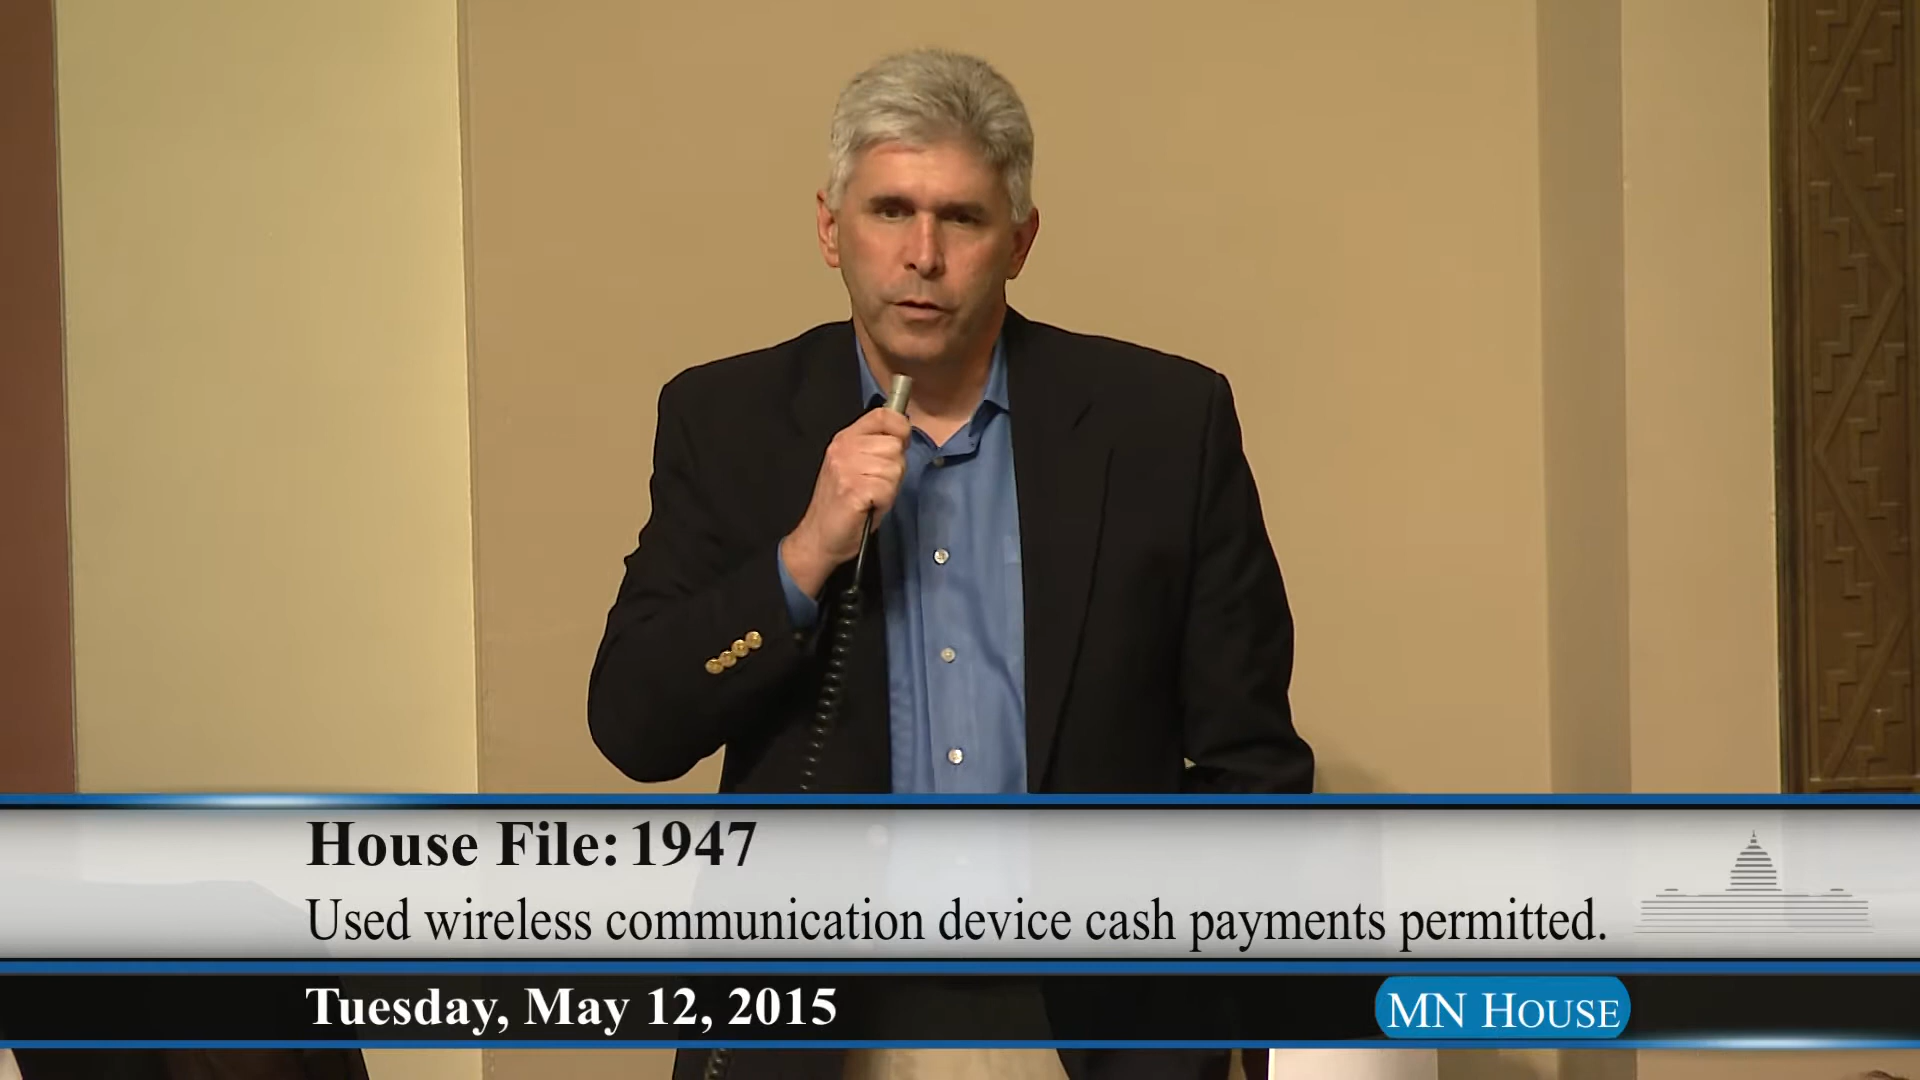 House File: 1947
Used wireless communication device cash payments permitted.
Tuesday, May 12, 2015
MN HOUSE